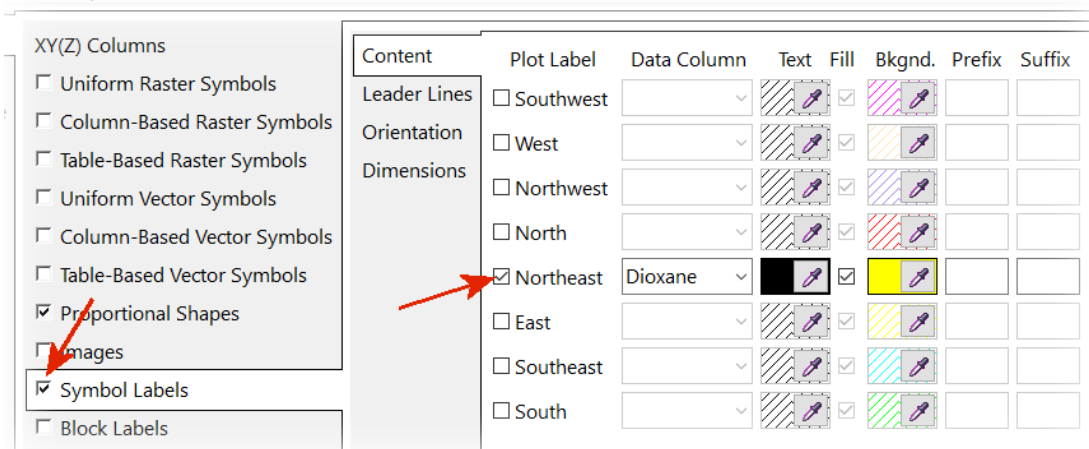 XY(Z) Columns
Uniform Raster Symbols
Column-Based Raster Symbols
Table-Based Raster Symbols
Uniform Vector Symbols
Column-Based Vector Symbols
Table-Based Vector Symbols
Proportional Shapes
Images
Symbol Labels
Block Labels
Content
Leader Lines
Orientation
Dimensions
Plot Label Data Column Text Fill Bkgnd. Prefix Suffix
Southwest
West
Northwest
North
Northeast Dioxane
East
Southeast
South